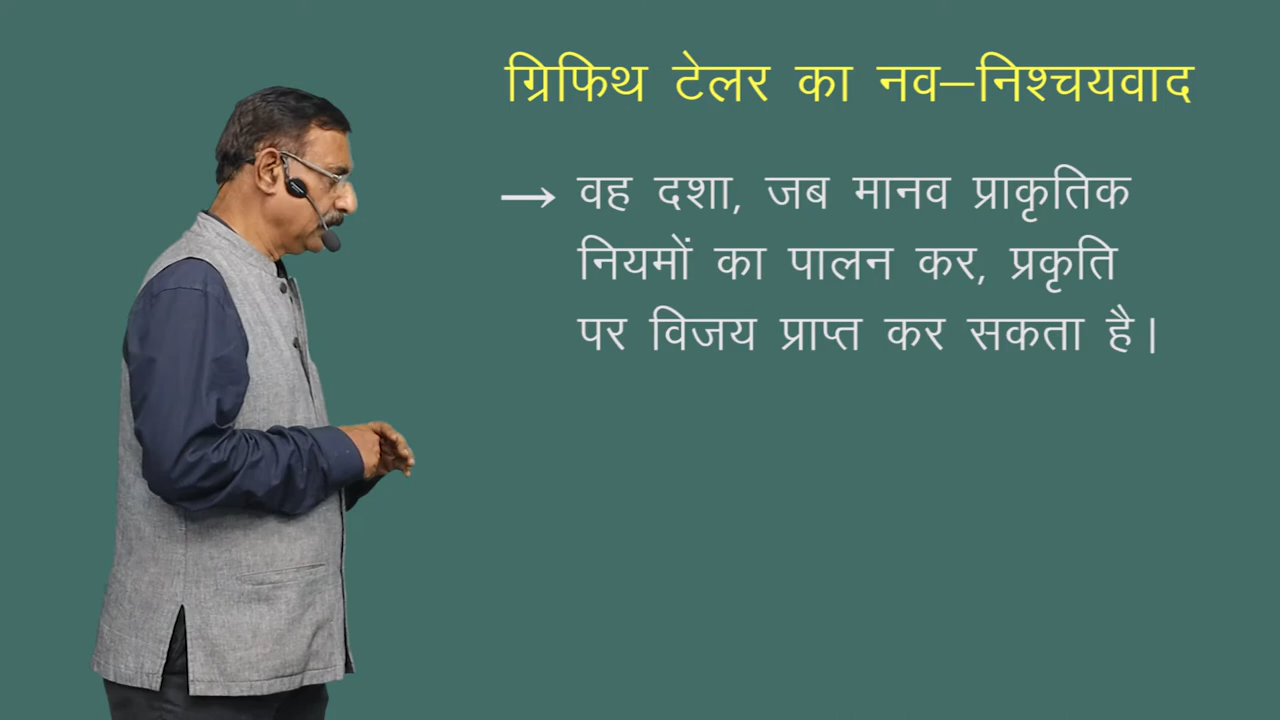 ग्रिफिथ टेलर का नव–निश्चयवाद
→ वह दशा, जब मानव प्राकृतिक
नियमों का पालन कर, प्रकृति
पर विजय प्राप्त कर सकता है।